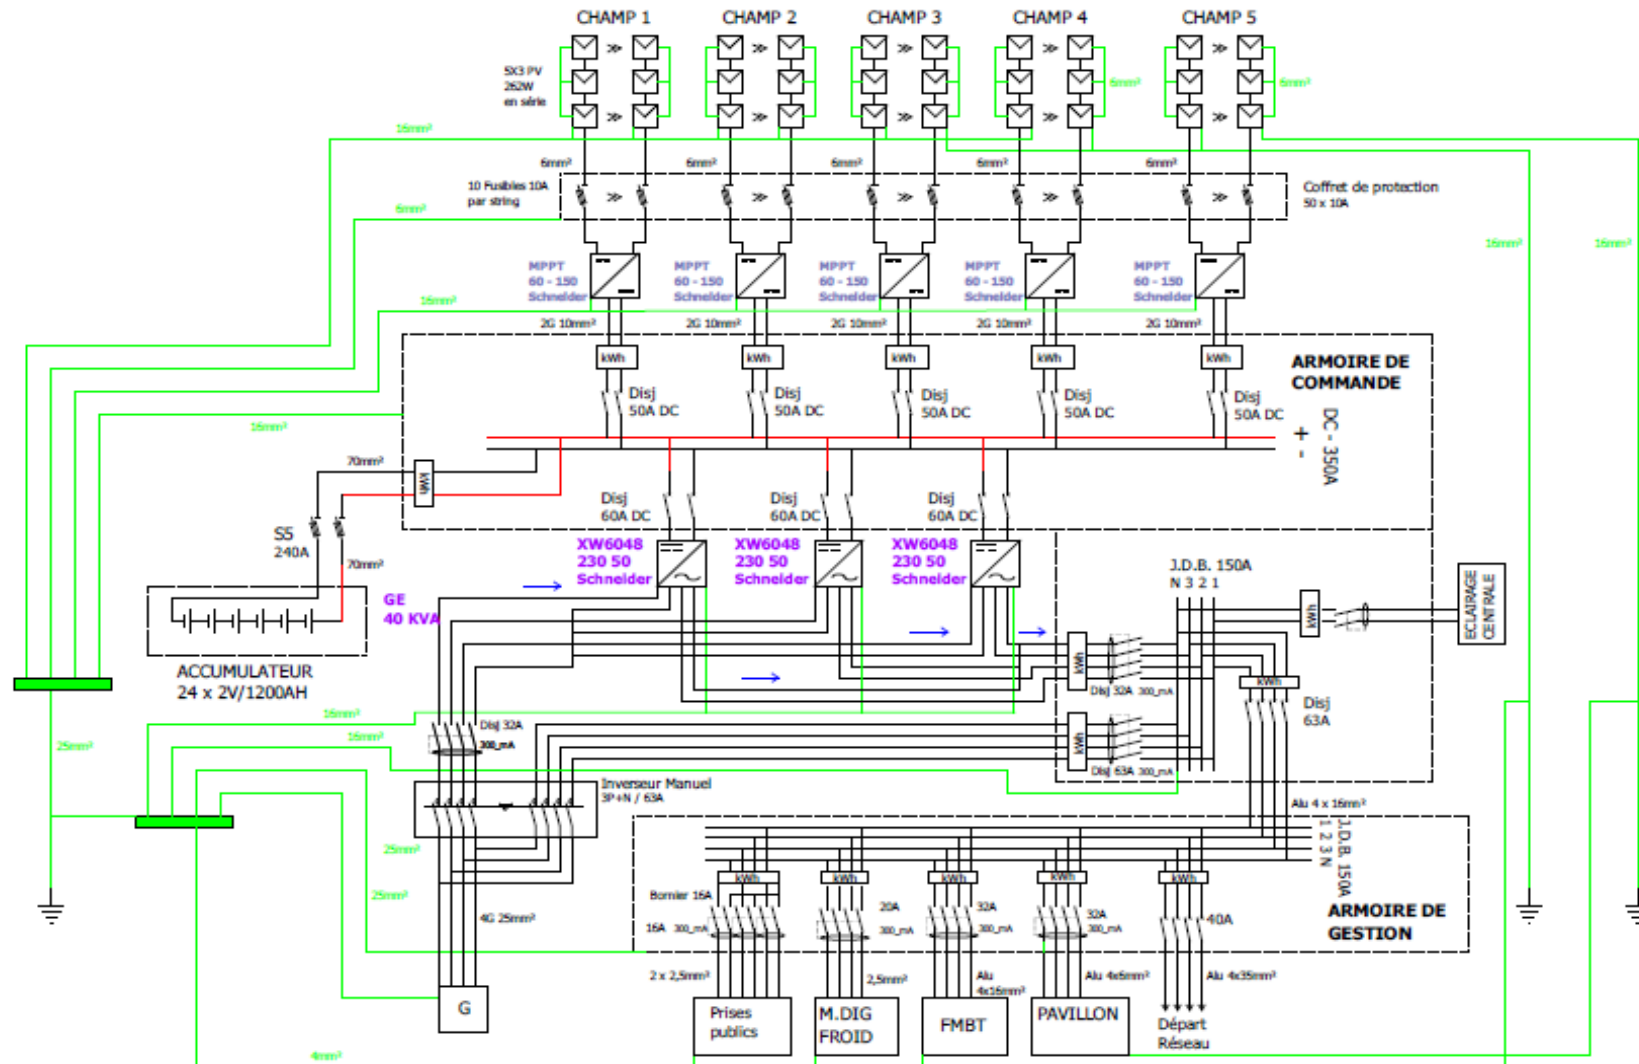 CHAMP 1
CHAMP 2
CHAMP 3
CHAMP 4
CHAMP 5
5X3 PV
262W
en série
6mm²
6mm²
16mm²
6mm²
6mm²
6mm²
6mm²
6mm²
10 Fusibles 10A
par string
Coffret de protection
50 x 10A
6mm²
16mm²
16mm²
MPPT
60 - 150
Schneider
MPPT
60 - 150
Schneider
MPPT
60 - 150
Schneider
MPPT
60 - 150
Schneider
MPPT
60 - 150
Schneider
16mm²
2G 10mm²
2G 10mm²
2G 10mm²
2G 10mm²
2G 10mm²
kWh
kWh
kWh
kWh
kWh
ARMOIRE DE
COMMANDE
Disj
50A DC
Disj
50A DC
Disj
50A DC
Disj
50A DC
Disj
50A DC
16mm²
+
-
DC - 350A
70mm²
kWh
Disj
60A DC
Disj
60A DC
Disj
60A DC
S5
240A
70mm²
XW6048
230 50
Schneider
XW6048
230 50
Schneider
XW6048
230 50
Schneider
J.D.B. 150A
N 3 2 1
GE
40 KVA
kWh
ECLAIRAGE
CENTRALE
ACCUMULATEUR
24 x 2V/1200AH
kWh
Disj 32A 300_mA
kWh
Disj
63A
16mm²
Disj 32A
300_mA
16mm²
25mm²
kWh
Disj 63A 300_mA
Inverseur Manuel
3P+N / 63A
Alu 4 x 16mm²
J.D.B. 150A
1 2 3 N
25mm²
25mm²
kWh
kWh
kWh
kWh
kWh
Bornier 16A
20A
32A
32A
40A
16A 300_mA
300_mA
300_mA
300_mA
ARMOIRE DE
GESTION
4G 25mm²
2 x 2,5mm²
2,5mm²
Alu
4x16mm²
Alu 4x6mm²
Alu 4x35mm²
G
Prises
publics
M.DIG
FROID
FMBT
PAVILLON
Départ
Réseau
4mm²